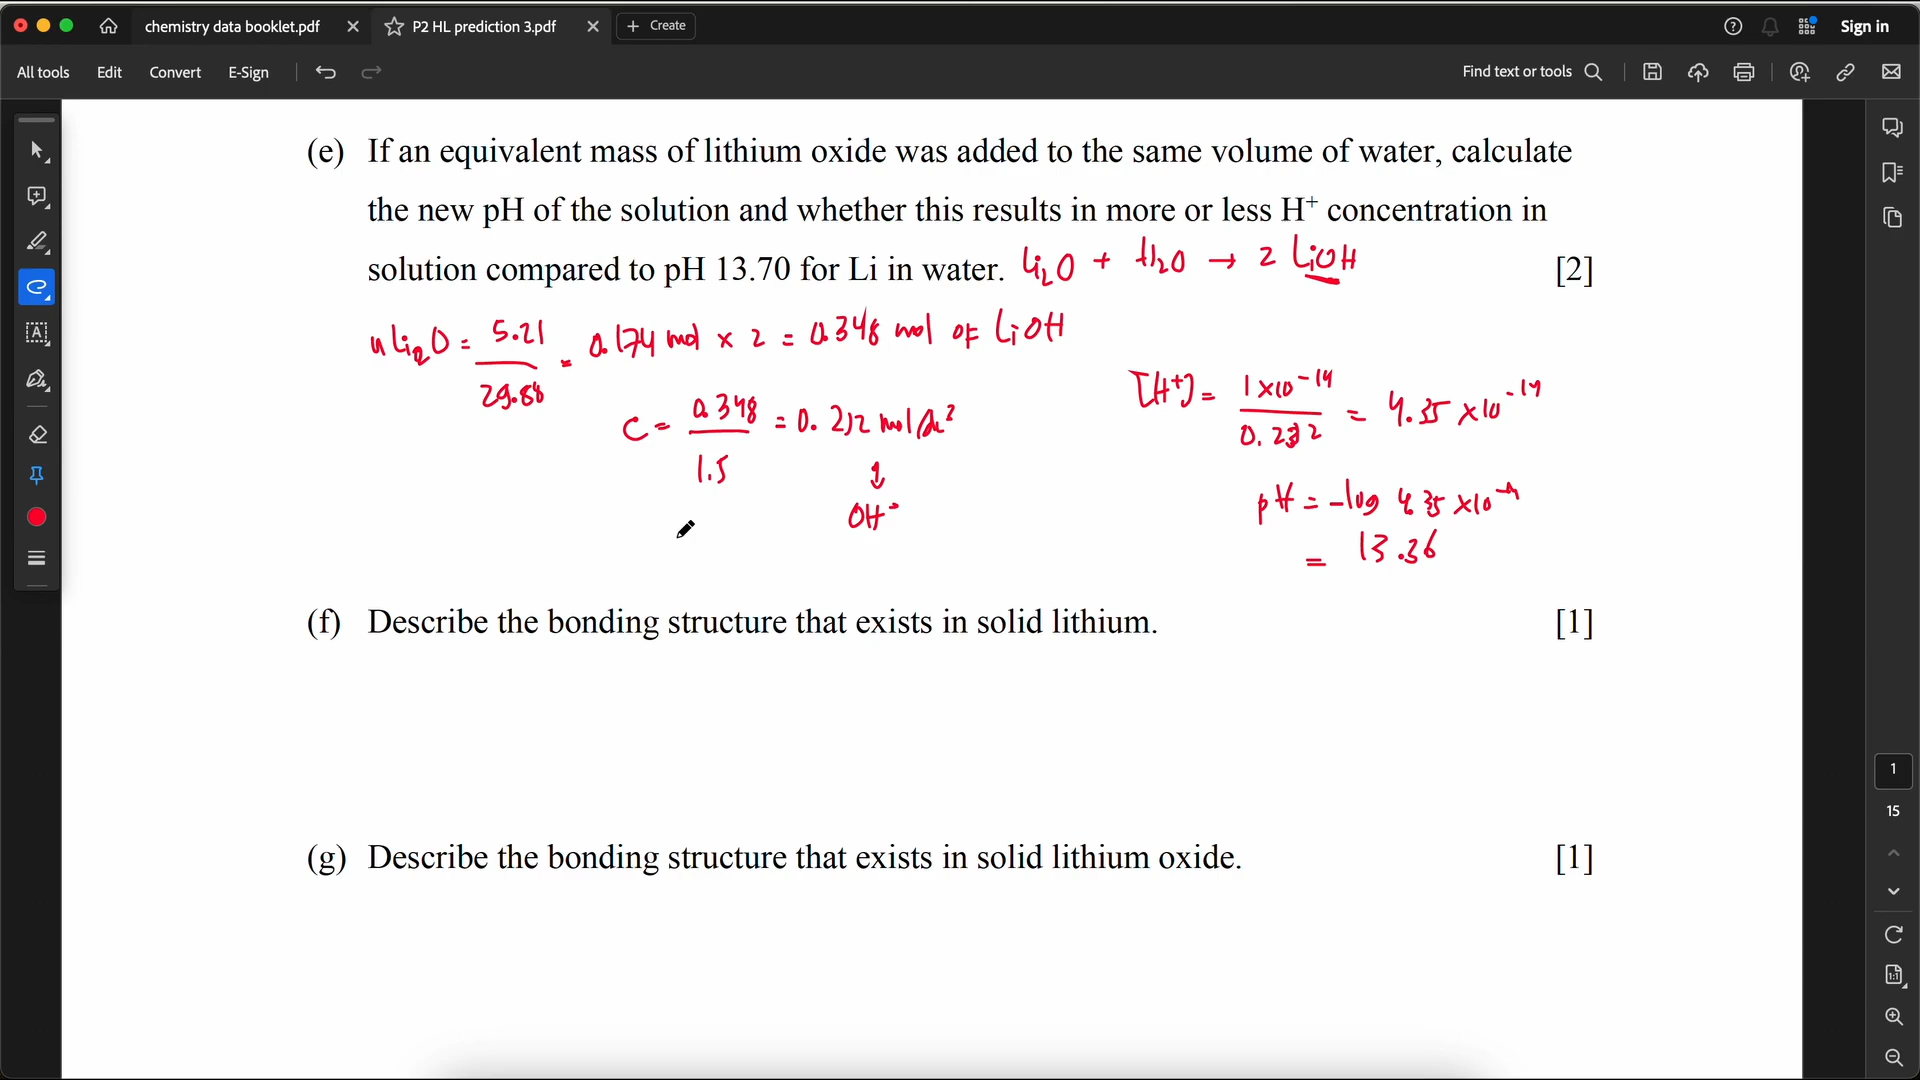 chemistry data booklet.pdf
P2 HL prediction 3.pdf
Create
Sign in
All tools
Edit
Convert
E-Sign
Find text or tools
(e) If an equivalent mass of lithium oxide was added to the same volume of water, calculate
the new pH of the solution and whether this results in more or less H⁺ concentration in
solution compared to pH 13.70 for Li in water. Li₂O + H₂O → 2 LiOH [2]
n Li₂O = 5.21 / 29.88 = 0.174 mol × 2 = 0.348 mol of LiOH
C = 0.348 / 1.5 = 0.232 mol/dm³
OH⁻
[H⁺] = 1×10⁻¹⁴ / 0.232 = 4.35 ×10⁻¹⁴
pH = -log 4.35 ×10⁻¹⁴
= 13.36
(f) Describe the bonding structure that exists in solid lithium. [1]
(g) Describe the bonding structure that exists in solid lithium oxide. [1]
1
15
1:1